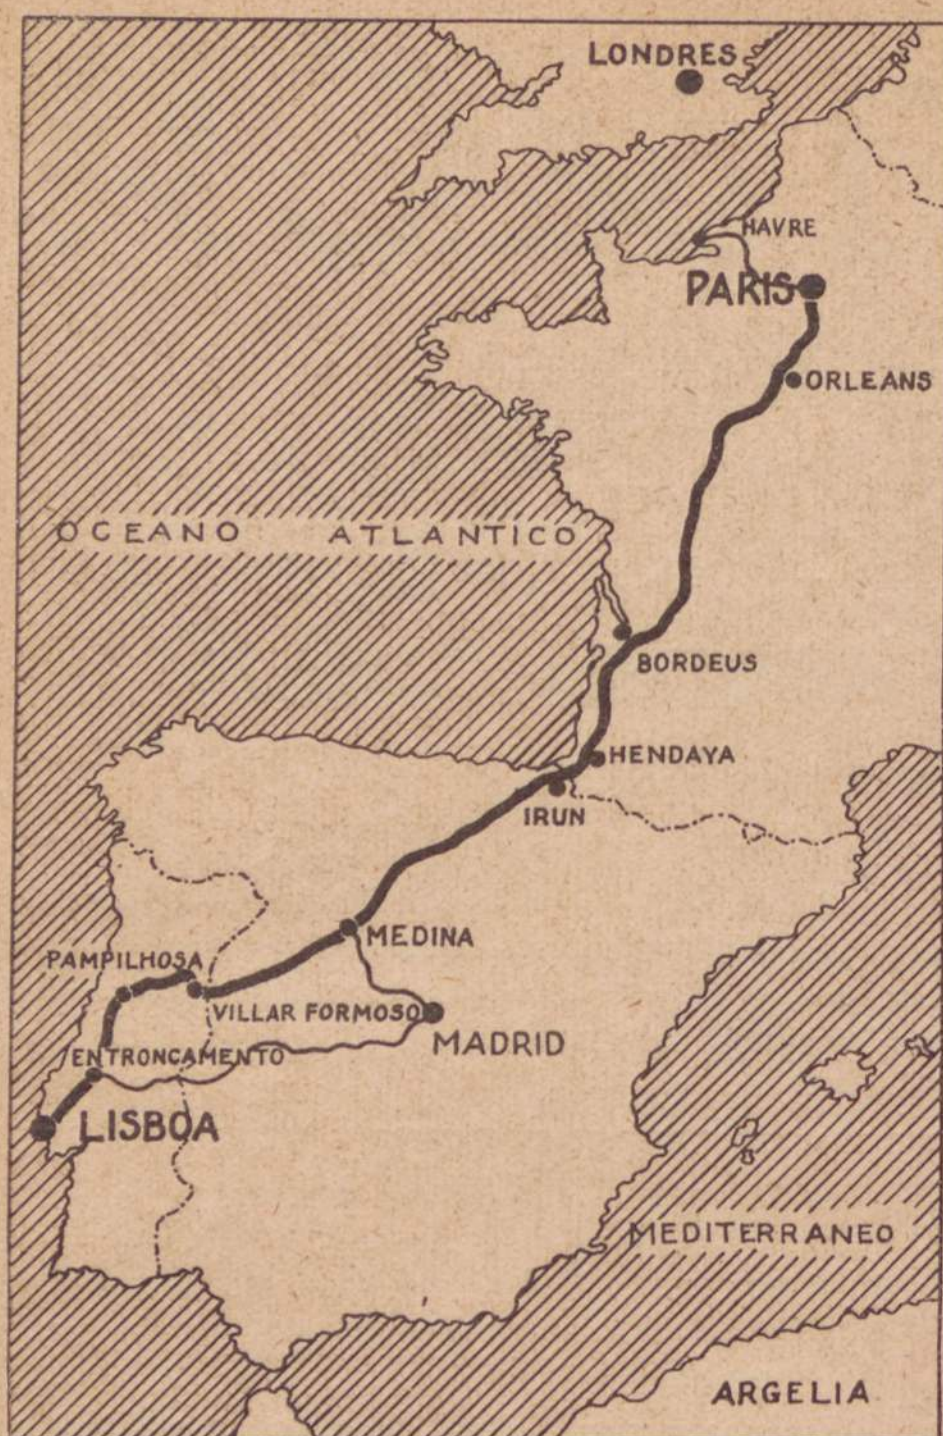 LONDRES
HAVRE
PARIS
ORLEANS
OCEANO ATLANTICO
BORDEUS
HENDAYA
IRUN
MEDINA
PAMPILHOSA
VILLAR FORMOSO
MADRID
ENTRONCAMENTO
LISBOA
MEDITERRANEO
ARGELIA